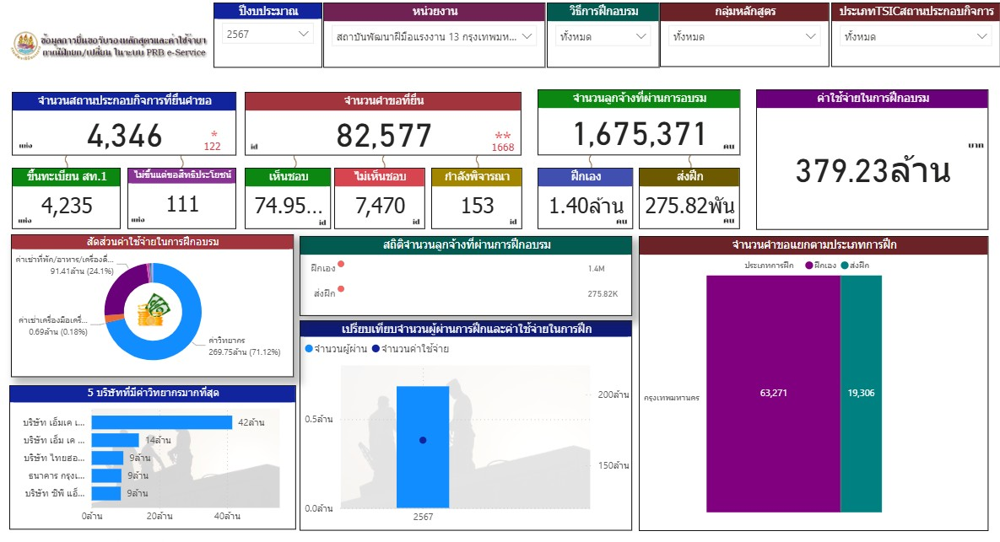 ข้อมูลการยื่นขอรับรองหลักสูตรและค่าใช้จ่ายฯ
กรณีฝึกยก/เปลี่ยน ในระบบ PRB e-Service
ปีงบประมาณ
2567
หน่วยงาน
สถาบันพัฒนาฝีมือแรงงาน 13 กรุงเทพมห...
วิธีการฝึกอบรม
ทั้งหมด
กลุ่มหลักสูตร
ทั้งหมด
ประเภทTSICสถานประกอบกิจการ
ทั้งหมด
จำนวนสถานประกอบกิจการที่ยื่นคำขอ
4,346
แห่ง
*
122
จำนวนคำขอที่ยื่น
82,577
id
**
1668
จำนวนลูกจ้างที่ผ่านการอบรม
1,675,371
คน
ค่าใช้จ่ายในการฝึกอบรม
บาท
379.23ล้าน
ขึ้นทะเบียน สท.1
4,235
แห่ง
ไม่ขึ้นแต่ขอสิทธิประโยชน์
111
แห่ง
เห็นชอบ
74.95...
id
ไม่เห็นชอบ
7,470
id
กำลังพิจารณา
153
id
ฝึกเอง
1.40ล้าน
คน
ส่งฝึก
275.82พัน
คน
สัดส่วนค่าใช้จ่ายในการฝึกอบรม
ค่าเช่าที่พัก/อาหาร/เครื่องดื่...
91.41ล้าน (24.1%)
ค่าเช่าเครื่องมือเครื่...
0.69ล้าน (0.18%)
ค่าวิทยากร
269.75ล้าน (71.12%)
สถิติจำนวนลูกจ้างที่ผ่านการฝึกอบรม
ฝึกเอง
1.4M
ส่งฝึก
275.82K
จำนวนคำขอแยกตามประเภทการฝึก
ประเภทการฝึก
ฝึกเอง
ส่งฝึก
กรุงเทพมหานคร
63,271
19,306
เปรียบเทียบจำนวนผู้ผ่านการฝึกและค่าใช้จ่ายในการฝึก
จำนวนผู้ผ่าน
จำนวนค่าใช้จ่าย
0.5ล้าน
0.0ล้าน
200ล้าน
150ล้าน
2567
5 บริษัทที่มีค่าวิทยากรมากที่สุด
บริษัท เอ็มเค เ...
42ล้าน
บริษัท เอ็ม เค ...
14ล้าน
บริษัท ไทยฮอ...
9ล้าน
ธนาคาร กรุงเ...
9ล้าน
บริษัท ซีพี แอ็...
9ล้าน
0ล้าน
20ล้าน
40ล้าน